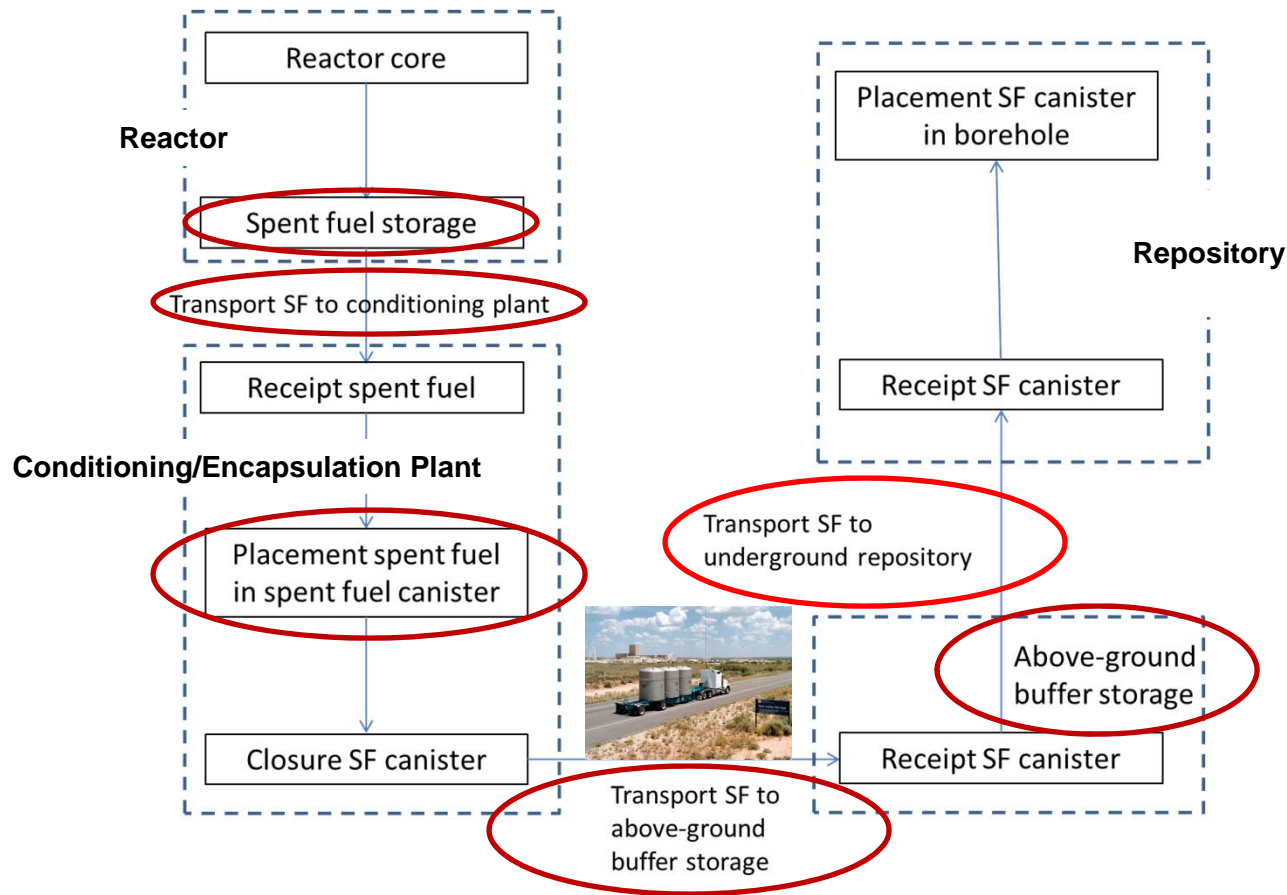 Reactor core
Reactor
Spent fuel storage
Transport SF to conditioning plant
Receipt spent fuel
Conditioning/Encapsulation Plant
Placement spent fuel
in spent fuel canister
Closure SF canister
Transport SF to
above-ground
buffer storage
Receipt SF canister
Above-ground
buffer storage
Transport SF to
underground repository
Receipt SF canister
Repository
Placement SF canister
in borehole